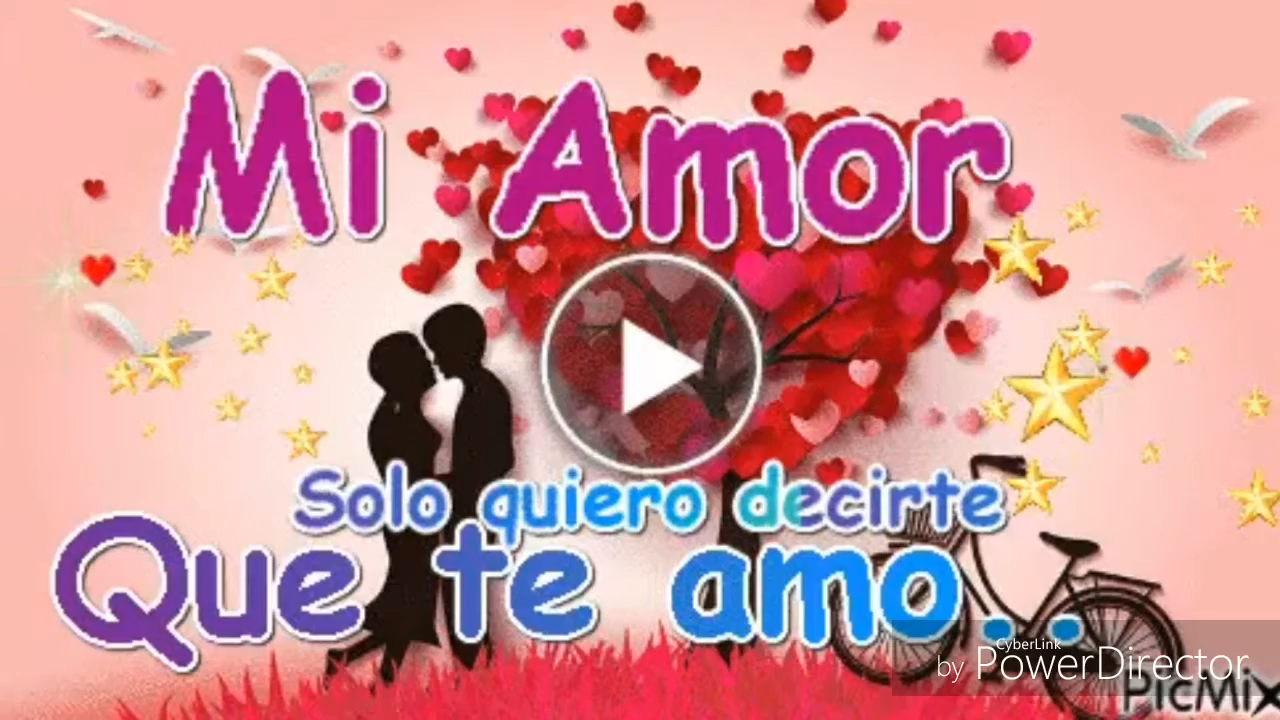 Mi Amor
Solo quiero decirte
Que te amo...
CyberLink
by PowerDirector
PicMix